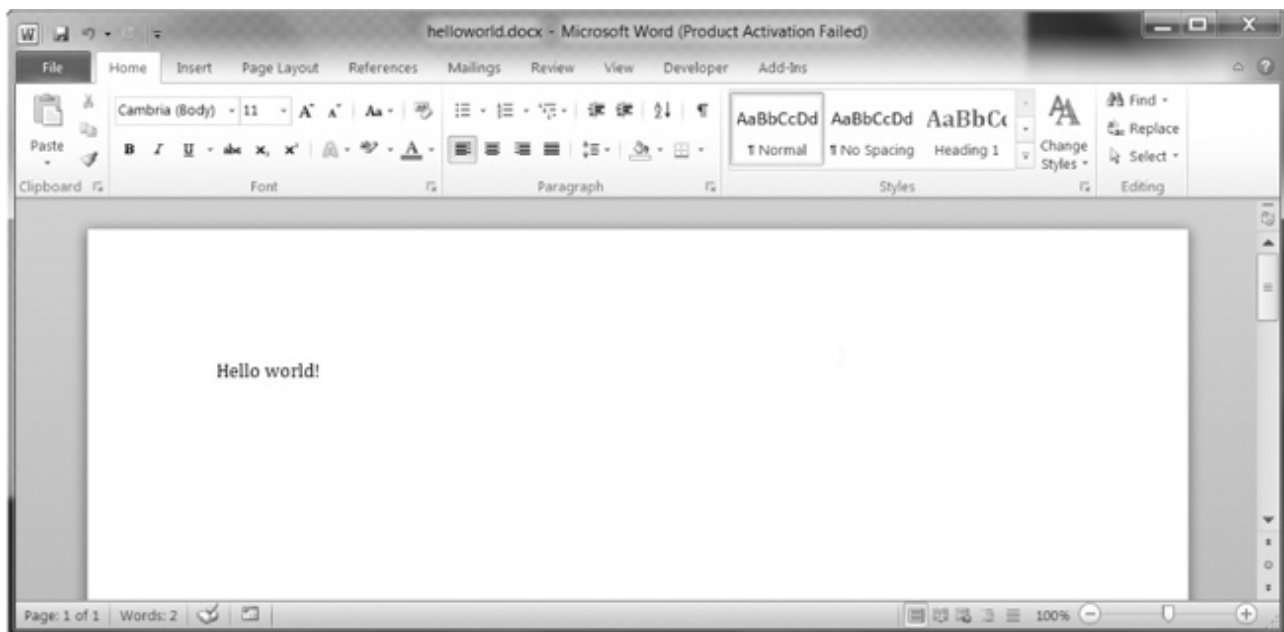 W helloworld.docx - Microsoft Word (Product Activation Failed)
File Home Insert Page Layout References Mailings Review View Developer Add-Ins
Cambria (Body) 11 A A Aa AaBbCcDd AaBbCcDd AaBbCc A Find
Paste B I U abc x, x' A A ¶ Normal ¶ No Spacing Heading 1 Change Styles Replace
Select
Clipboard Font Paragraph Styles Editing
Hello world!
Page: 1 of 1 Words: 2 100%